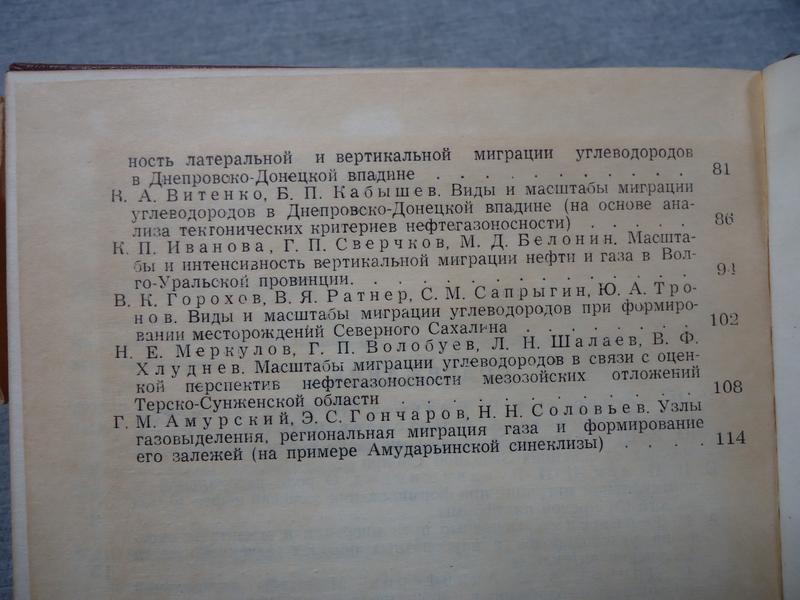 ность латеральной и вертикальной миграции углеводородов
в Днепровско-Донецкой впадине . . . . . . . . . . . 81
В. А. Витенко, Б. П. Кабышев. Виды и масштабы миграции
углеводородов в Днепровско-Донецкой впадине (на основе ана-
лиза тектонических критериев нефтегазоносности) . . . . . 86
К. П. Иванова, Г. П. Сверчков, М. Д. Белонин. Масшта-
бы и интенсивность вертикальной миграции нефти и газа в Вол-
го-Уральской провинции. . . . . . . . . . . . . . . 94
В. К. Горохов, В. Я. Ратнер, С. М. Сапрыгин, Ю. А. Тро-
нов. Виды и масштабы миграции углеводородов при формиро-
вании месторождений Северного Сахалина . . . . . . . . 102
Н. Е. Меркулов, Г. П. Волобуев, Л. Н. Шалаев, В. Ф.
Хлуднев. Масштабы миграции углеводородов в связи с оцен-
кой перспектив нефтегазоносности мезозойских отложений
Терско-Сунженской области . . . . . . . . . . . . . 108
Г. М. Амурский, Э. С. Гончаров, Н. Н. Соловьев. Узлы
газовыделения, региональная миграция газа и формирование
его залежей (на примере Амударьинской синеклизы) . . . . 114